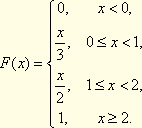 F(x) = { 0, x < 0,
x/3, 0 ≤ x < 1,
x/2, 1 ≤ x < 2,
1, x ≥ 2.